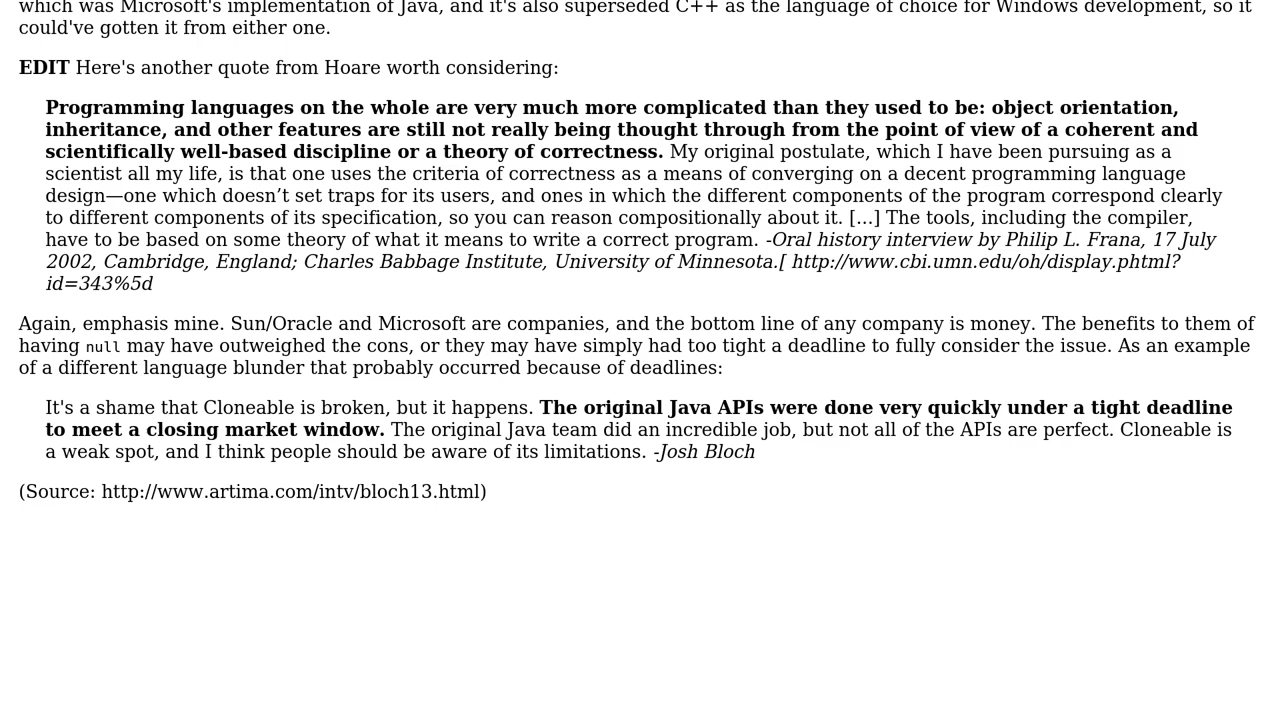 which was Microsoft's implementation of Java, and it's also superseded C++ as the language of choice for Windows development, so it
could've gotten it from either one.
EDIT Here's another quote from Hoare worth considering:
Programming languages on the whole are very much more complicated than they used to be: object orientation,
inheritance, and other features are still not really being thought through from the point of view of a coherent and
scientifically well-based discipline or a theory of correctness. My original postulate, which I have been pursuing as a
scientist all my life, is that one uses the criteria of correctness as a means of converging on a decent programming language
design—one which doesn’t set traps for its users, and ones in which the different components of the program correspond clearly
to different components of its specification, so you can reason compositionally about it. [...] The tools, including the compiler,
have to be based on some theory of what it means to write a correct program. -Oral history interview by Philip L. Frana, 17 July
2002, Cambridge, England; Charles Babbage Institute, University of Minnesota.[ http://www.cbi.umn.edu/oh/display.phtml?
id=343%5d
Again, emphasis mine. Sun/Oracle and Microsoft are companies, and the bottom line of any company is money. The benefits to them of
having null may have outweighed the cons, or they may have simply had too tight a deadline to fully consider the issue. As an example
of a different language blunder that probably occurred because of deadlines:
It's a shame that Cloneable is broken, but it happens. The original Java APIs were done very quickly under a tight deadline
to meet a closing market window. The original Java team did an incredible job, but not all of the APIs are perfect. Cloneable is
a weak spot, and I think people should be aware of its limitations. -Josh Bloch
(Source: http://www.artima.com/intv/bloch13.html)